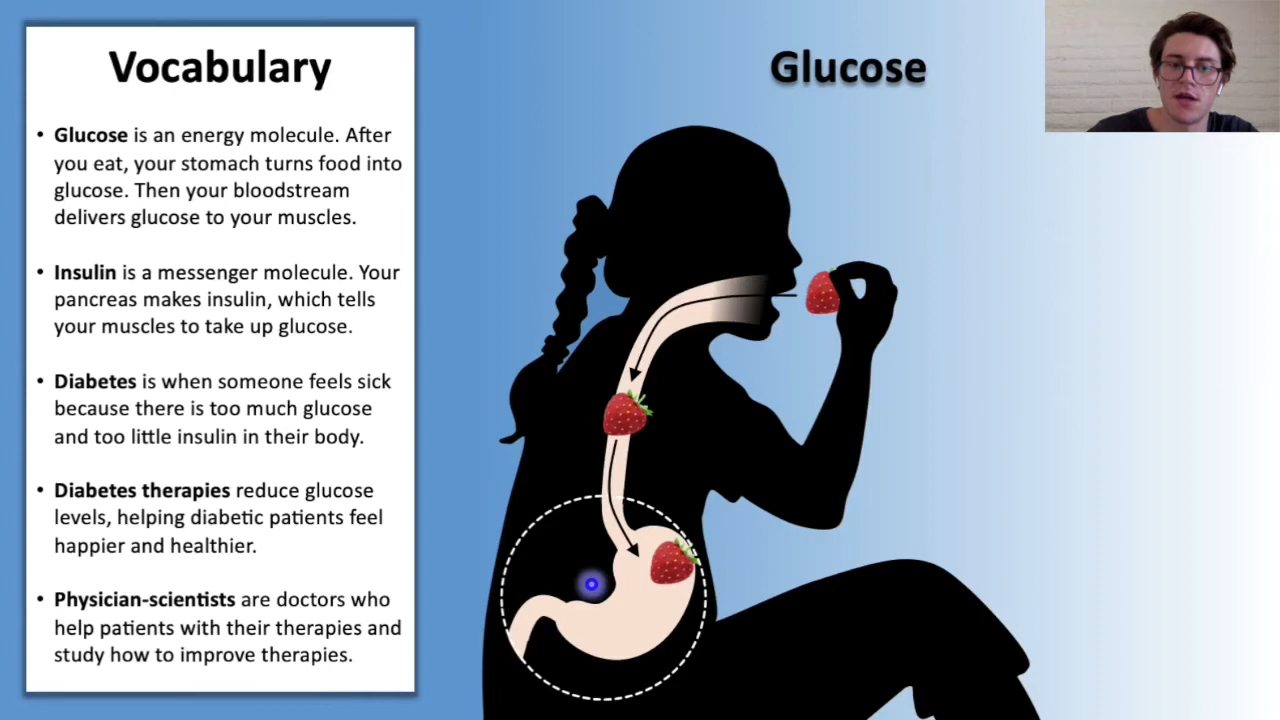 Vocabulary
• Glucose is an energy molecule. After
you eat, your stomach turns food into
glucose. Then your bloodstream
delivers glucose to your muscles.
• Insulin is a messenger molecule. Your
pancreas makes insulin, which tells
your muscles to take up glucose.
• Diabetes is when someone feels sick
because there is too much glucose
and too little insulin in their body.
• Diabetes therapies reduce glucose
levels, helping diabetic patients feel
happier and healthier.
• Physician-scientists are doctors who
help patients with their therapies and
study how to improve therapies.
Glucose